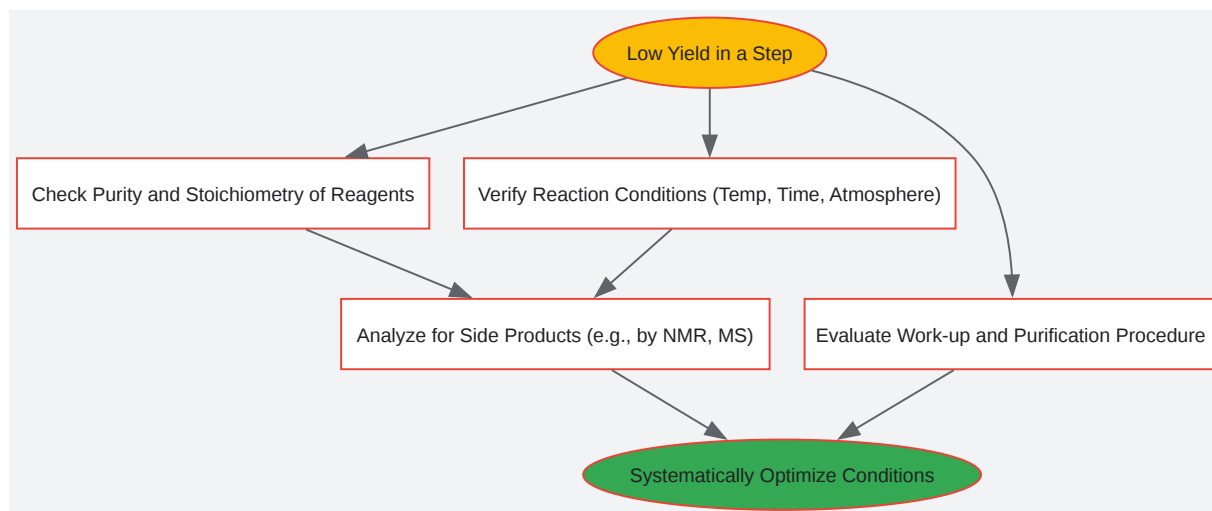 Low Yield in a Step
Check Purity and Stoichiometry of Reagents
Verify Reaction Conditions (Temp, Time, Atmosphere)
Analyze for Side Products (e.g., by NMR, MS)
Evaluate Work-up and Purification Procedure
Systematically Optimize Conditions